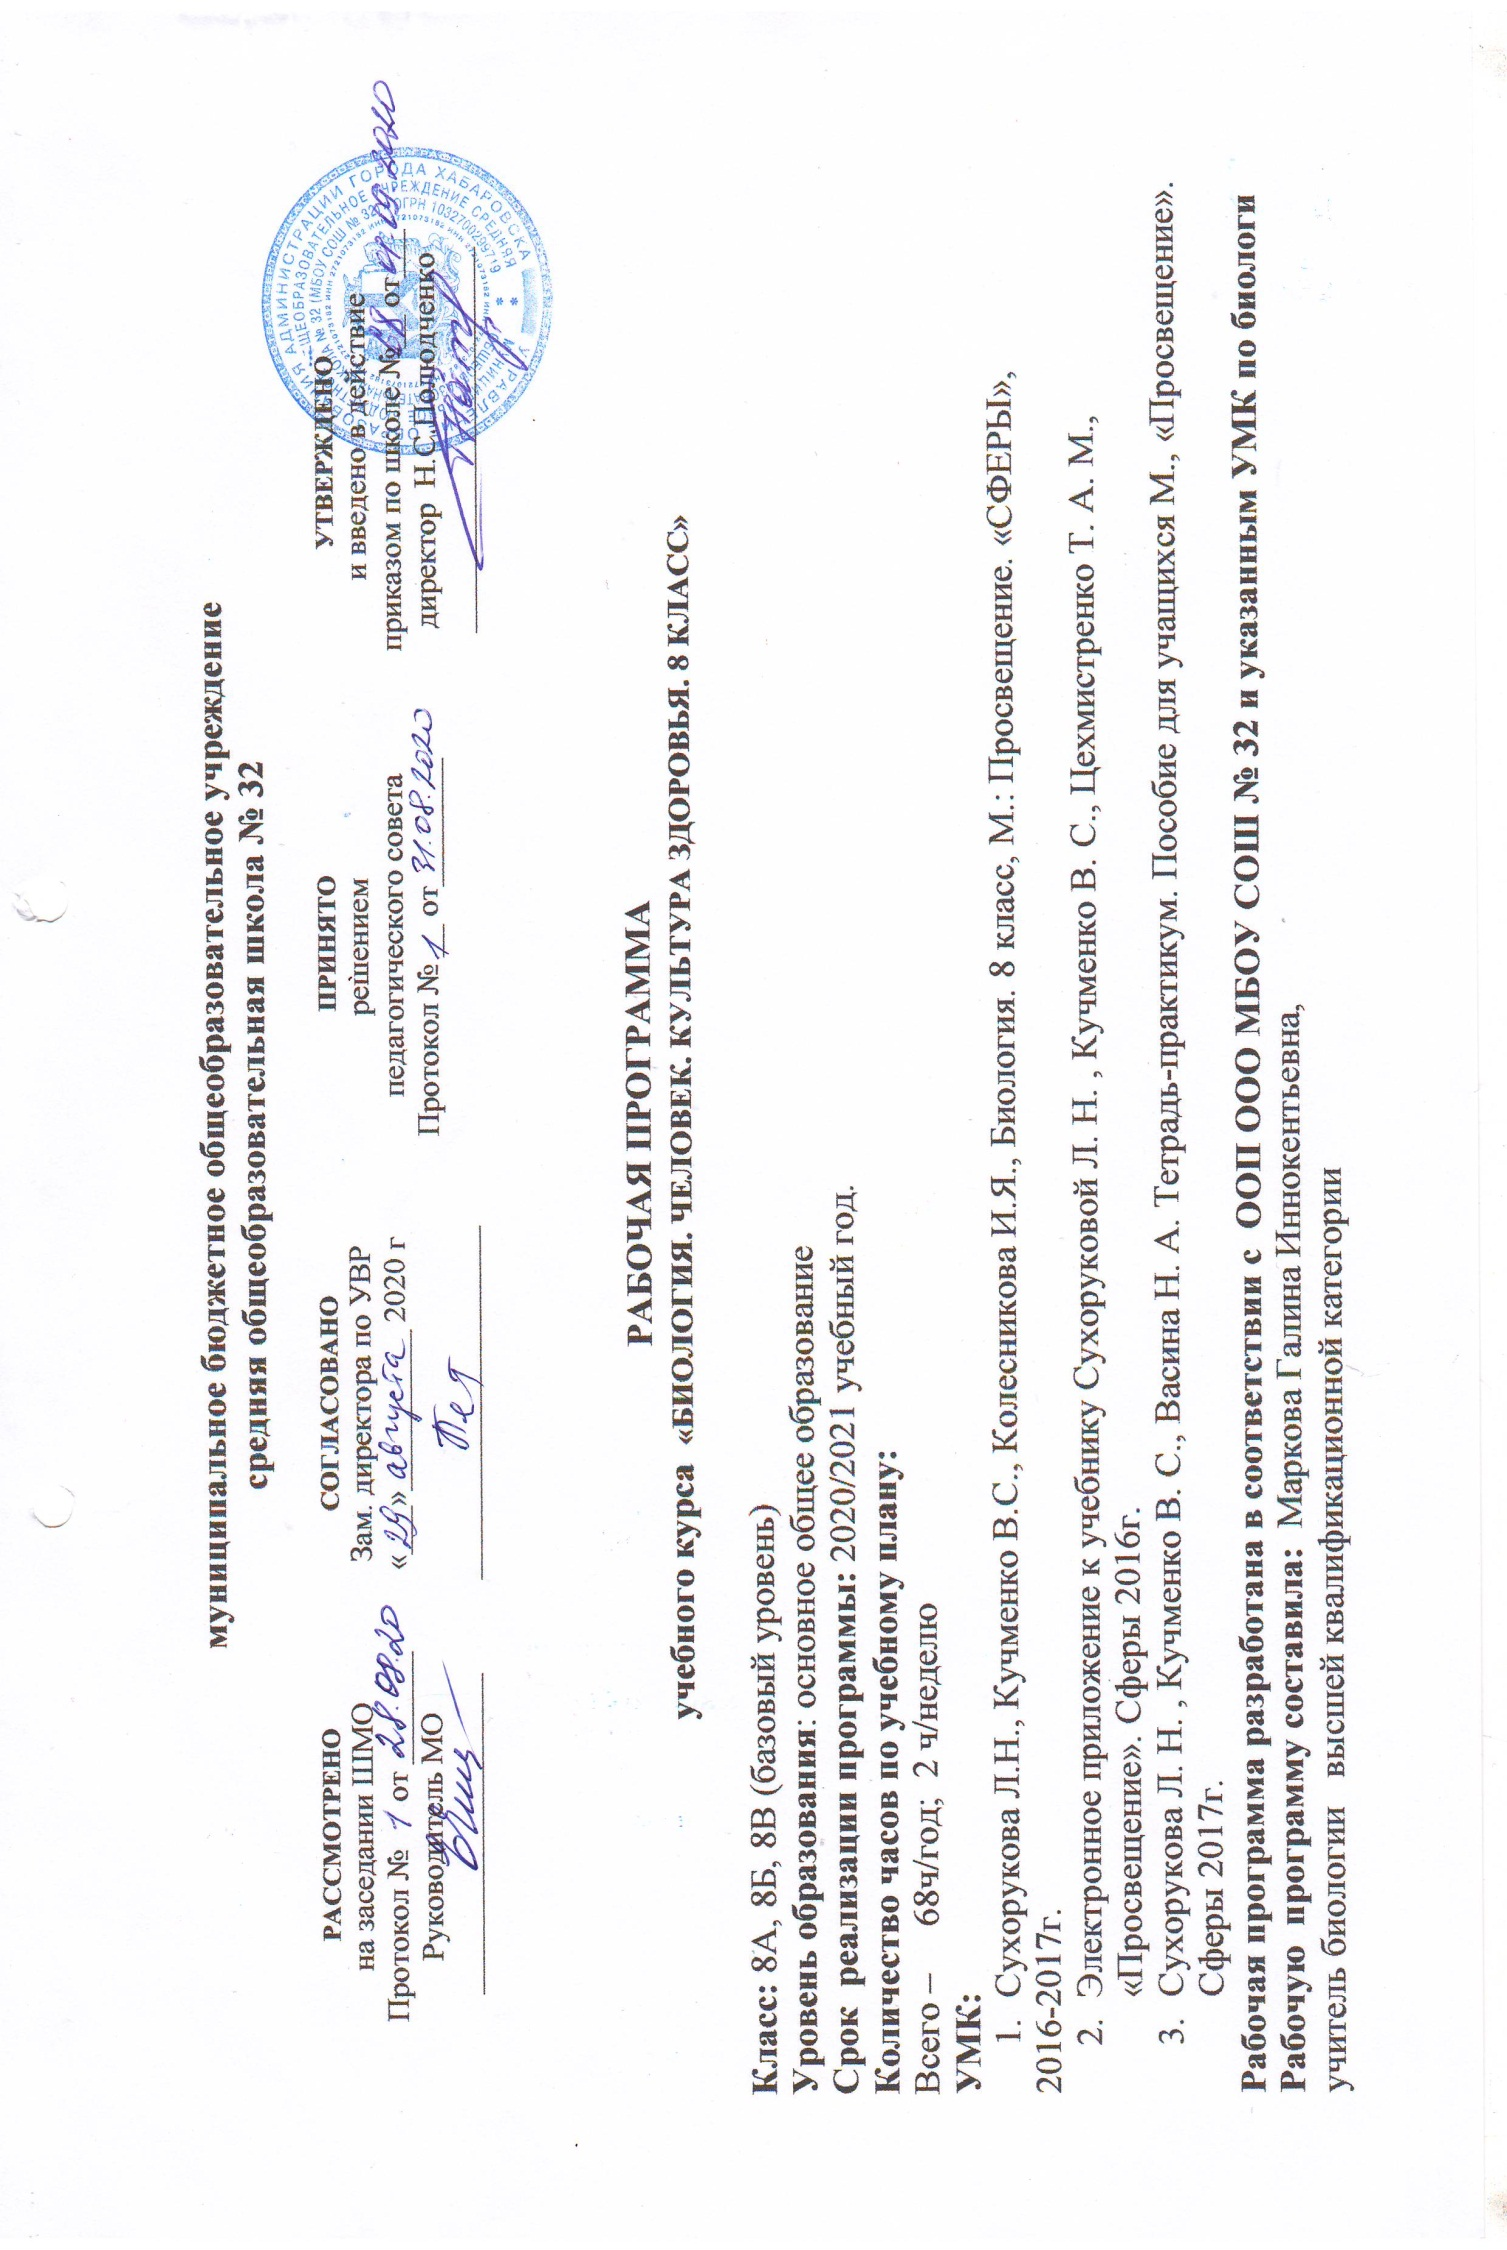 муниципальное бюджетное общеобразовательное учреждение
средняя общеобразовательная школа № 32
РАССМОТРЕНО
на заседании ШМО
Протокол № 1 от 28.08.20
Руководитель МО
СОГЛАСОВАНО
Зам. директора по УВР
«29» августа 2020 г
ПРИНЯТО
решением
педагогического совета
Протокол № 1 от 31.08.2020
УТВЕРЖДЕНО
и введено в действие
приказом по школе № от 2020
директор Н.С.Полюдченко
РАБОЧАЯ ПРОГРАММА
учебного курса «БИОЛОГИЯ. ЧЕЛОВЕК. КУЛЬТУРА ЗДОРОВЬЯ. 8 КЛАСС»
Класс: 8А, 8Б, 8В (базовый уровень)
Уровень образования: основное общее образование
Срок реализации программы: 2020/2021 учебный год.
Количество часов по учебному плану:
Всего – 68ч/год; 2 ч/неделю
УМК:
1. Сухорукова Л.Н., Кучменко В.С., Колесникова И.Я., Биология. 8 класс, М.: Просвещение. «СФЕРЫ»,
2016-2017г.
2. Электронное приложение к учебнику Сухоруковой Л. Н. , Кучменко В. С., Цехмистренко Т. А. М.,
«Просвещение». Сферы 2016г.
3. Сухорукова Л. Н. , Кучменко В. С., Васина Н. А. Тетрадь-практикум. Пособие для учащихся М., «Просвещение».
Сферы 2017г.
Рабочая программа разработана в соответствии с ООП ООО МБОУ СОШ № 32 и указанным УМК по биологи
Рабочую программу составила: Маркова Галина Иннокентьевна,
учитель биологии высшей квалификационной категории